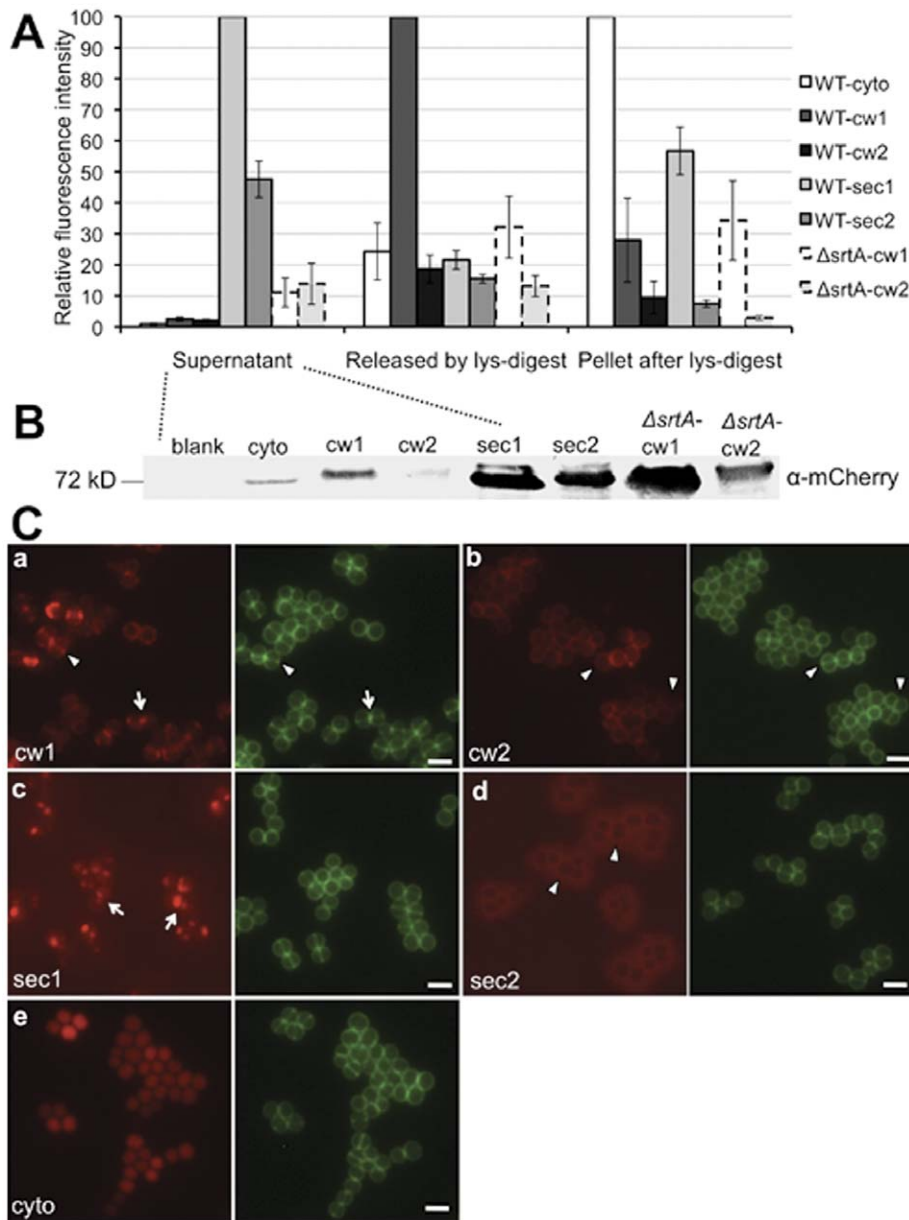 A
Relative fluorescence intensity
100
90
80
70
60
50
40
30
20
10
0
Supernatant
Released by lys-digest
Pellet after lys-digest
WT-cyto
WT-cw1
WT-cw2
WT-sec1
WT-sec2
ΔsrtA-cw1
ΔsrtA-cw2
B
blank cyto cw1 cw2 sec1 sec2 ΔsrtA-cw1 ΔsrtA-cw2
72 kD
α-mCherry
C
a
cw1
b
cw2
c
sec1
d
sec2
e
cyto